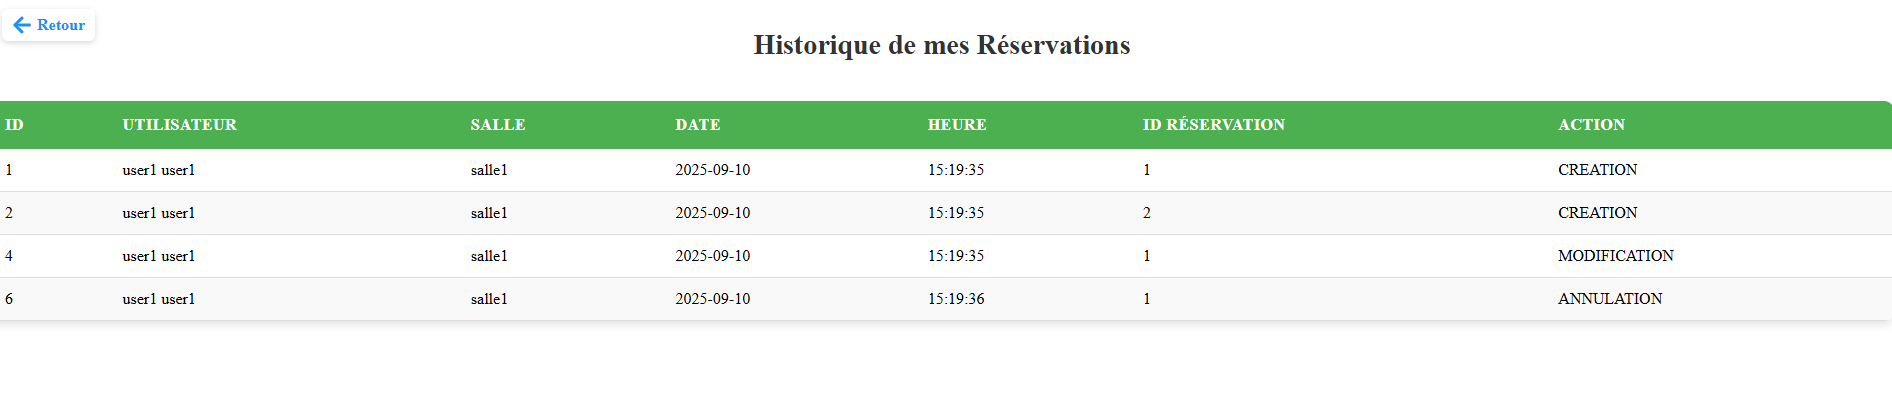 Retour
Historique de mes Réservations
ID UTILISATEUR SALLE DATE HEURE ID RÉSERVATION ACTION
1 user1 user1 salle1 2025-09-10 15:19:35 1 CREATION
2 user1 user1 salle1 2025-09-10 15:19:35 2 CREATION
4 user1 user1 salle1 2025-09-10 15:19:35 1 MODIFICATION
6 user1 user1 salle1 2025-09-10 15:19:36 1 ANNULATION